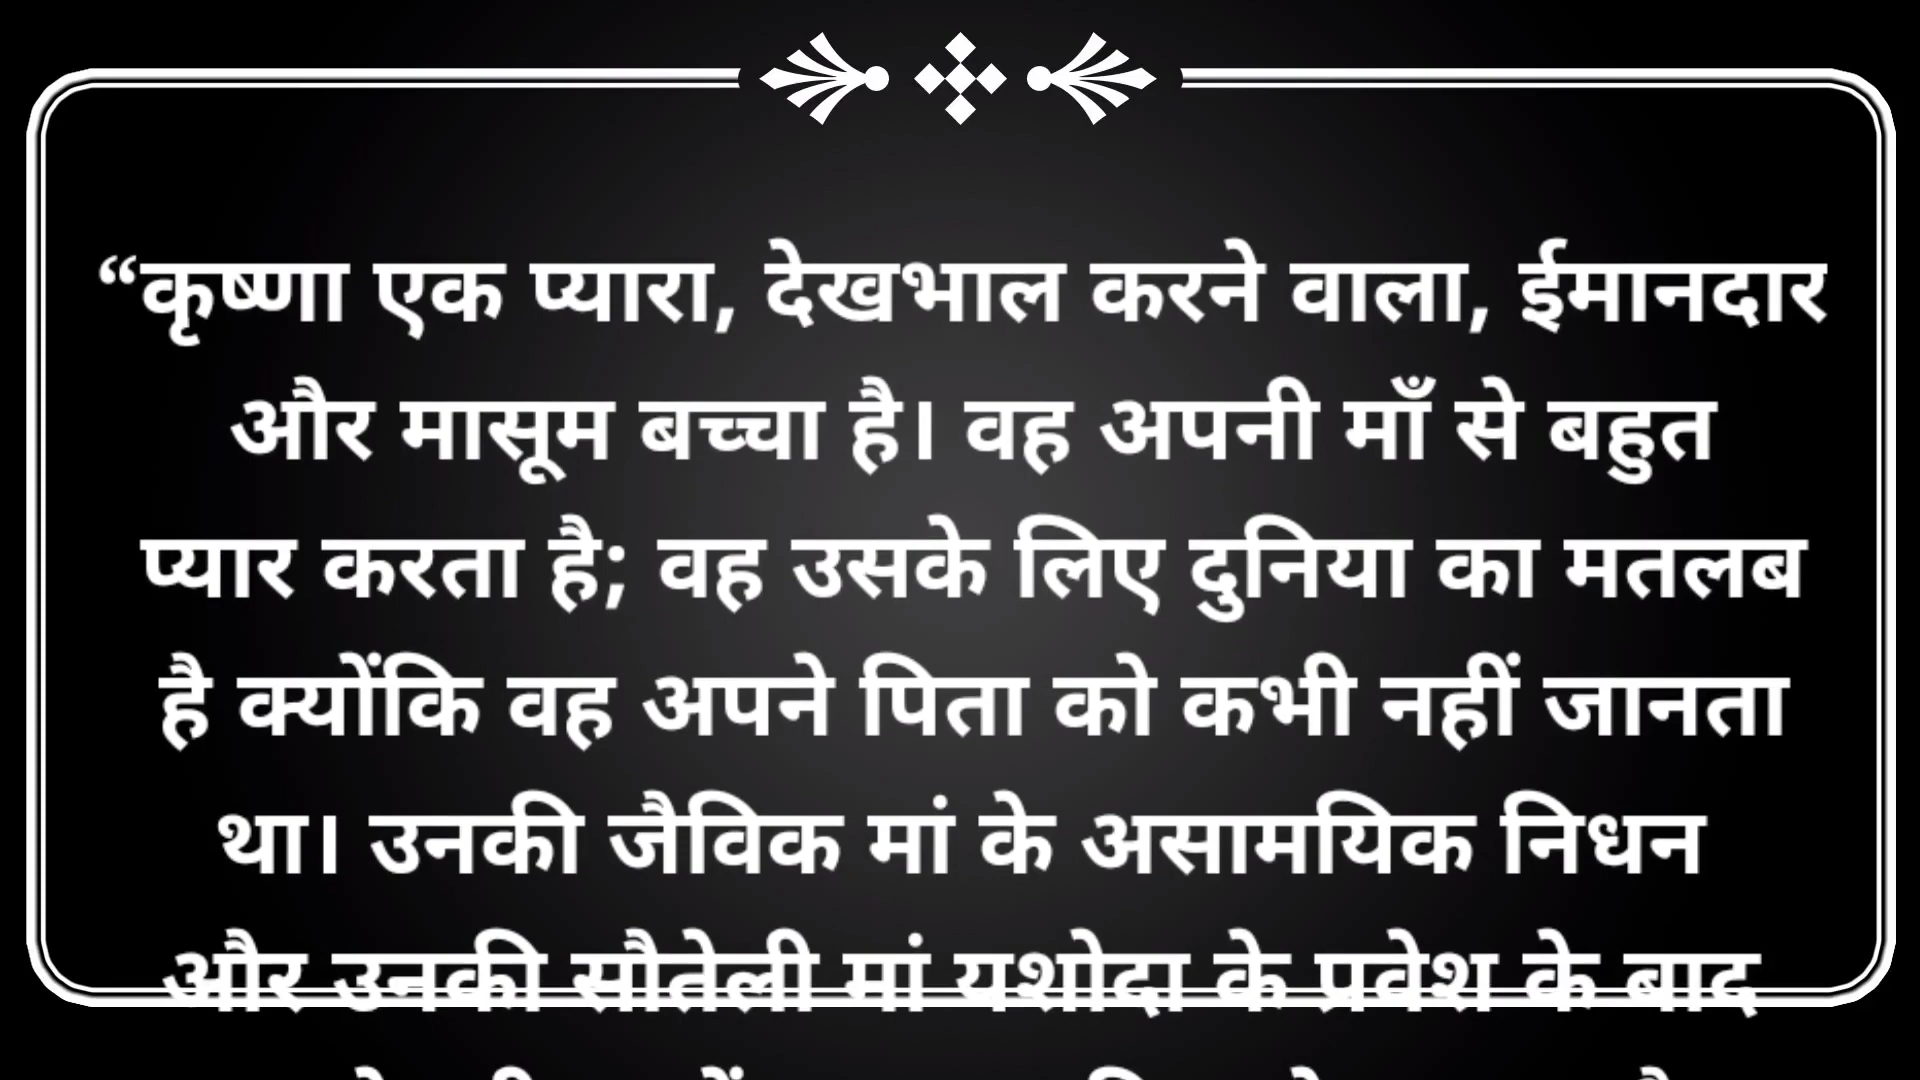 “कृष्णा एक प्यारा, देखभाल करने वाला, ईमानदार
और मासूम बच्चा है। वह अपनी माँ से बहुत
प्यार करता है; वह उसके लिए दुनिया का मतलब
है क्योंकि वह अपने पिता को कभी नहीं जानता
था। उनकी जैविक मां के असामयिक निधन
और उनकी सौतेली मां यशोदा के प्रवेश के बाद